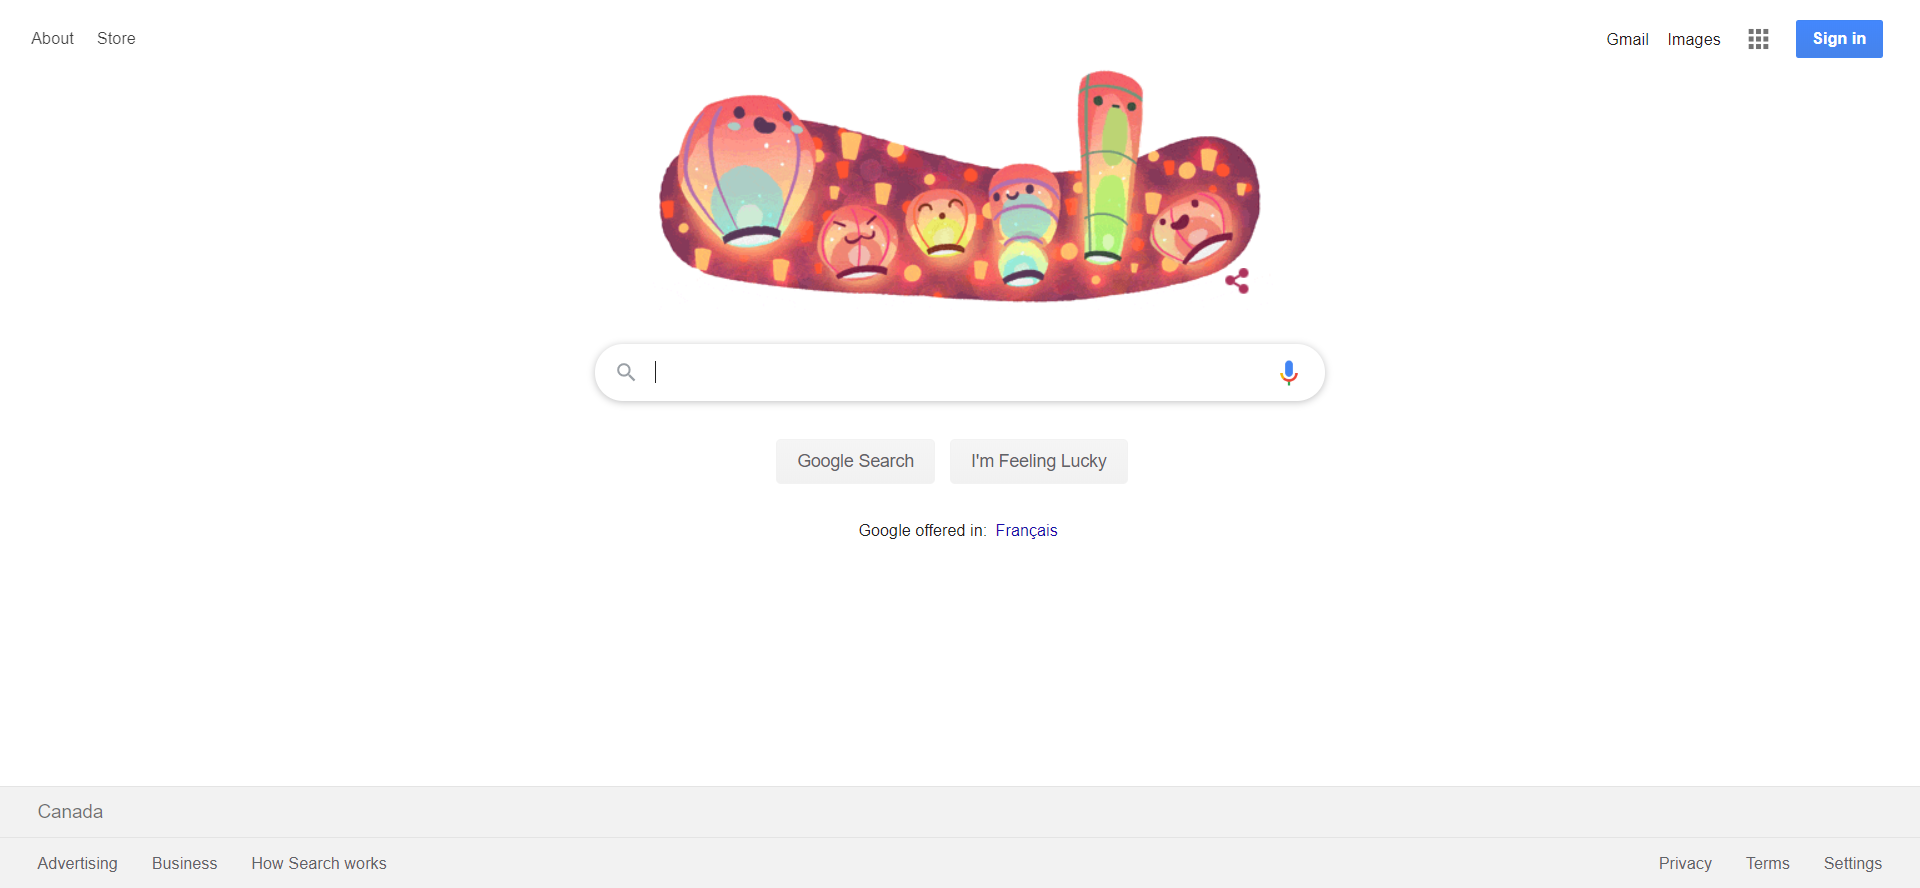 About Store
Gmail Images Sign in
Google Search I'm Feeling Lucky
Google offered in: Français
Canada
Advertising Business How Search works
Privacy Terms Settings